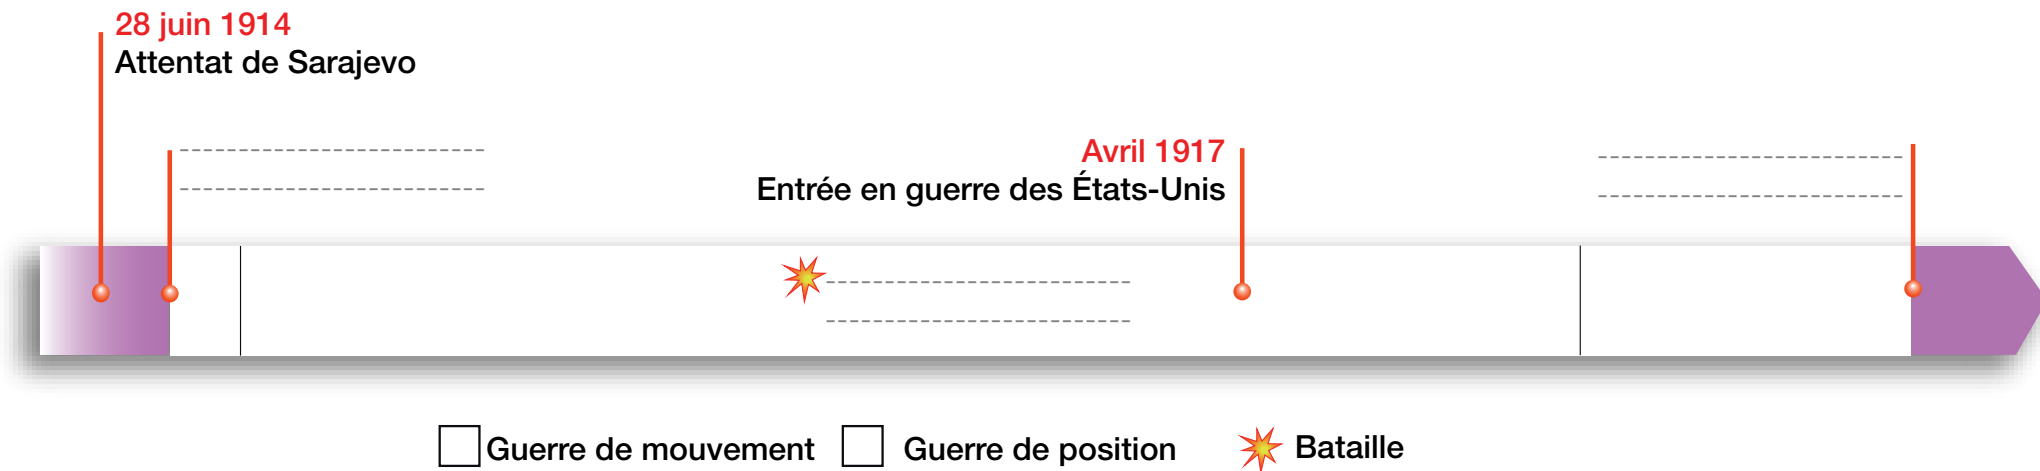 28 juin 1914
Attentat de Sarajevo
Avril 1917
Entrée en guerre des États-Unis
Guerre de mouvement
Guerre de position
Bataille